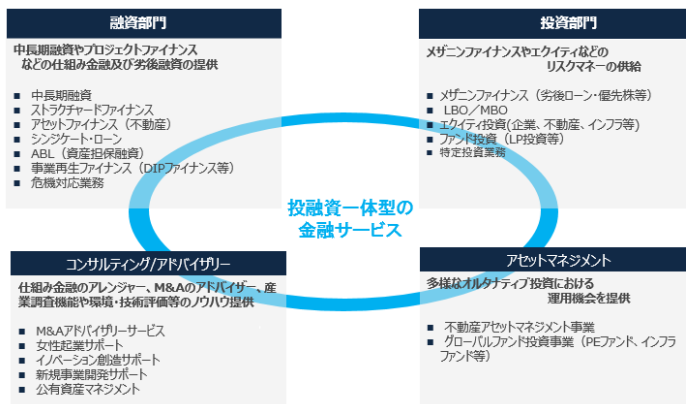 融資部門
中長期融資やプロジェクトファイナンス
などの仕組み金融及び劣後融資の提供
■ 中長期融資
■ ストラクチャードファイナンス
■ アセットファイナンス（不動産）
■ シンジケート・ローン
■ ABL（資産担保融資）
■ 事業再生ファイナンス（DIPファイナンス等）
■ 危機対応業務
投資部門
メザニンファイナンスやエクイティなどの
リスクマネーの供給
■ メザニンファイナンス（劣後ローン・優先株等）
■ LBO／MBO
■ エクイティ投資(企業、不動産、インフラ等)
■ ファンド投資（LP投資等）
■ 特定投資業務
投融資一体型の
金融サービス
コンサルティング/アドバイザリー
仕組み金融のアレンジャー、M&Aのアドバイザー、産
業調査機能や環境・技術評価等のノウハウ提供
■ M&Aアドバイザリーサービス
■ 女性起業サポート
■ イノベーション創造サポート
■ 新規事業開発サポート
■ 公有資産マネジメント
アセットマネジメント
多様なオルタナティブ投資における
運用機会を提供
■ 不動産アセットマネジメント事業
■ グローバルファンド投資事業（PEファンド、インフラ
ファンド等）